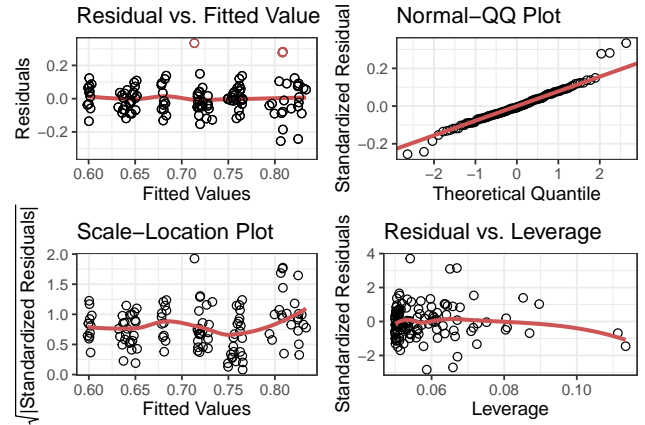 Residual vs. Fitted Value
Residuals
0.2
0.0
−0.2
0.60 0.65 0.70 0.75 0.80
Fitted Values
Normal−QQ Plot
Standardized Residual
0.2
0.0
−0.2
−2 −1 0 1 2
Theoretical Quantile
Scale−Location Plot
√|Standardized Residuals|
2.0
1.5
1.0
0.5
0.0
0.60 0.65 0.70 0.75 0.80
Fitted Values
Residual vs. Leverage
Standardized Residuals
4
2
0
−2
0.06 0.08 0.10
Leverage